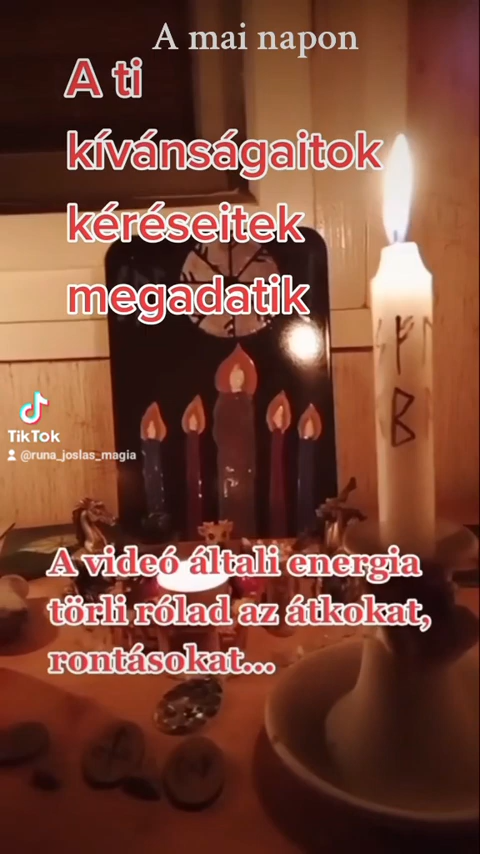 A mai napon
A ti
kívánságaitok
kéréseitek
megadatik
TikTok
@runa_joslas_magia
A videó általi energia
törli rólad az átkokat,
rontásokat...
ᚠ
ᛒ